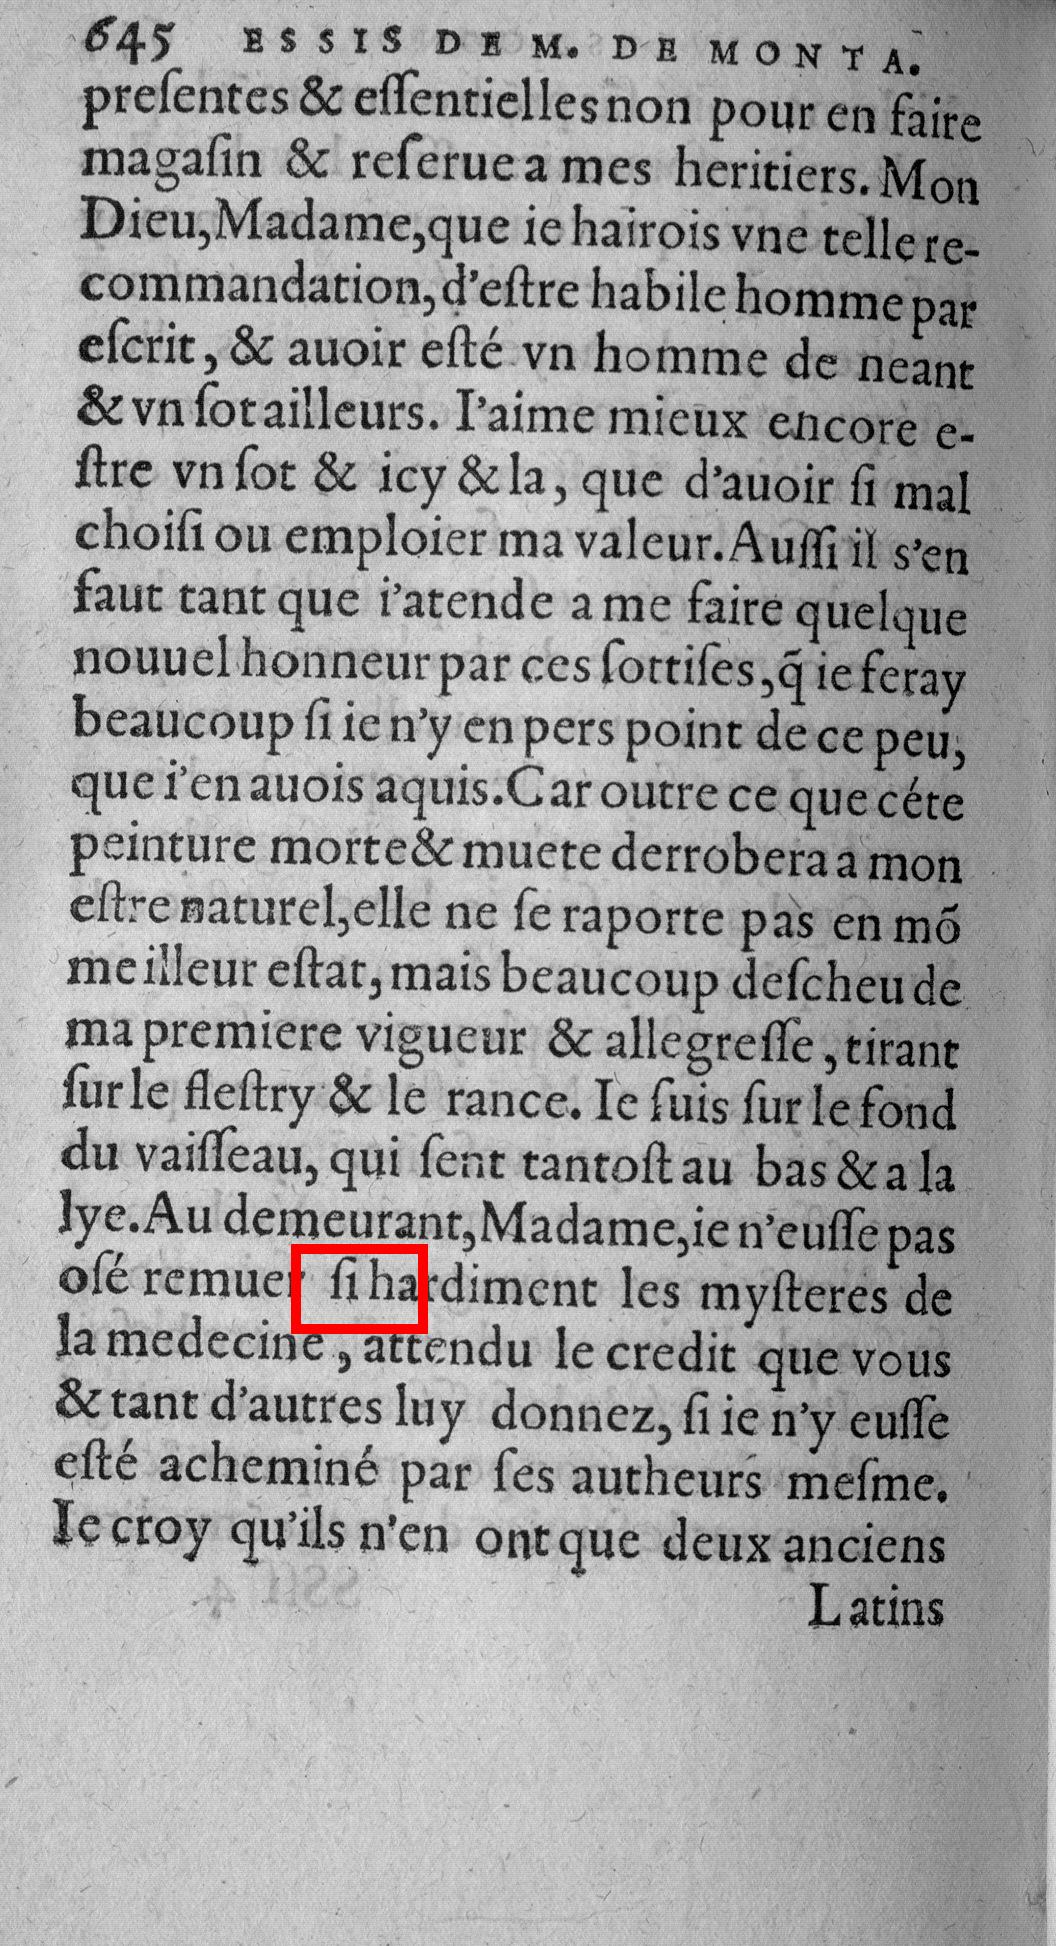 645 ESSIS DE M. DE MONTA.
preſentes & eſſentielles non pour en faire
magaſin & reſerue a mes heritiers. Mon
Dieu, Madame, que ie hairois vne telle re-
commandation, d'eſtre habile homme par
eſcrit, & auoir eſté vn homme de neant
& vn ſot ailleurs. I'aime mieux encore e-
ſtre vn ſot & icy & la, que d'auoir ſi mal
choiſi ou emploier ma valeur. Auſſi il s'en
faut tant que i'atende a me faire quelque
nouuel honneur par ces ſottiſes, q̃ ie feray
beaucoup ſi ie n'y en pers point de ce peu,
que i'en auois aquis. Car outre ce que céte
peinture morte & muete derrobera a mon
eſtre naturel, elle ne ſe raporte pas en mõ
meilleur eſtat, mais beaucoup deſcheu de
ma premiere vigueur & allegreſſe, tirant
ſur le fleſtry & le rance. Ie ſuis ſur le fond
du vaiſſeau, qui ſent tantoſt au bas & a la
lye. Au demeurant, Madame, ie n'euſſe pas
oſé remuer ſi hardiment les myſteres de
la medecine, attendu le credit que vous
& tant d'autres luy donnez, ſi ie n'y euſſe
eſté acheminé par ſes autheurs meſme.
Ie croy qu'ils n'en ont que deux anciens
Latins